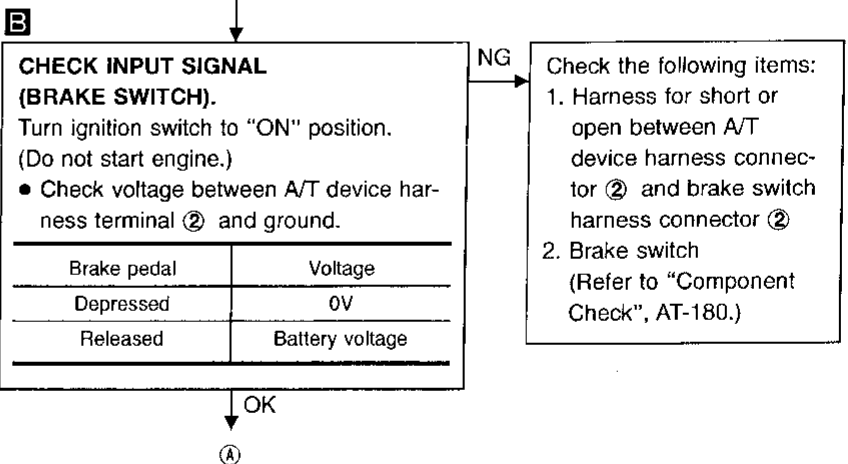 B
CHECK INPUT SIGNAL
(BRAKE SWITCH).
Turn ignition switch to "ON" position.
(Do not start engine.)
● Check voltage between A/T device har-
ness terminal ② and ground.
Brake pedal Voltage
Depressed 0V
Released Battery voltage
NG
Check the following items:
1. Harness for short or
open between A/T
device harness connec-
tor ② and brake switch
harness connector ②
2. Brake switch
(Refer to "Component
Check", AT-180.)
OK
Ⓐ